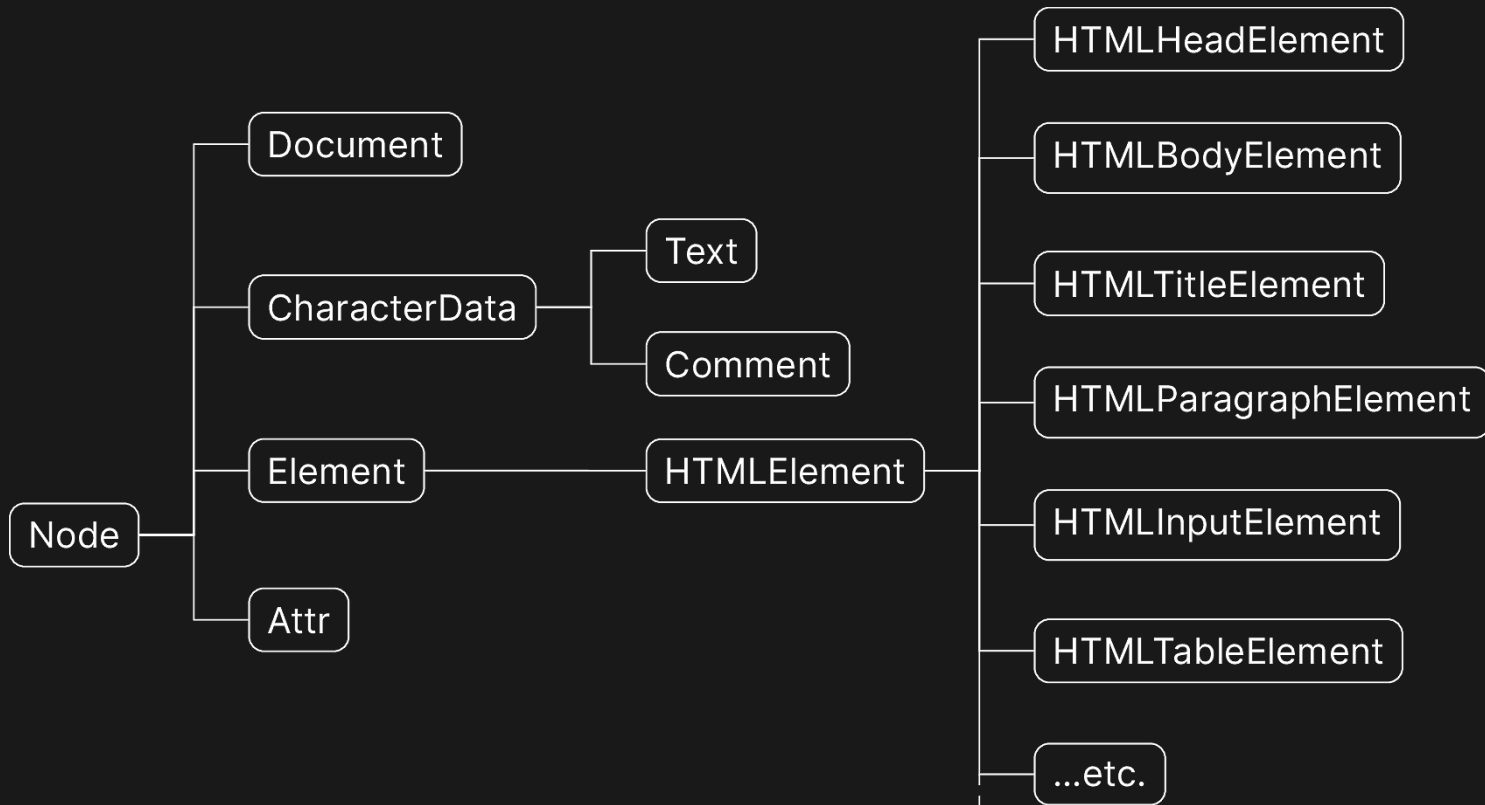 HTMLHeadElement
Document
HTMLBodyElement
Text
HTMLTitleElement
CharacterData
Comment
HTMLParagraphElement
Element
HTMLElement
HTMLInputElement
Node
Attr
HTMLTableElement
...etc.